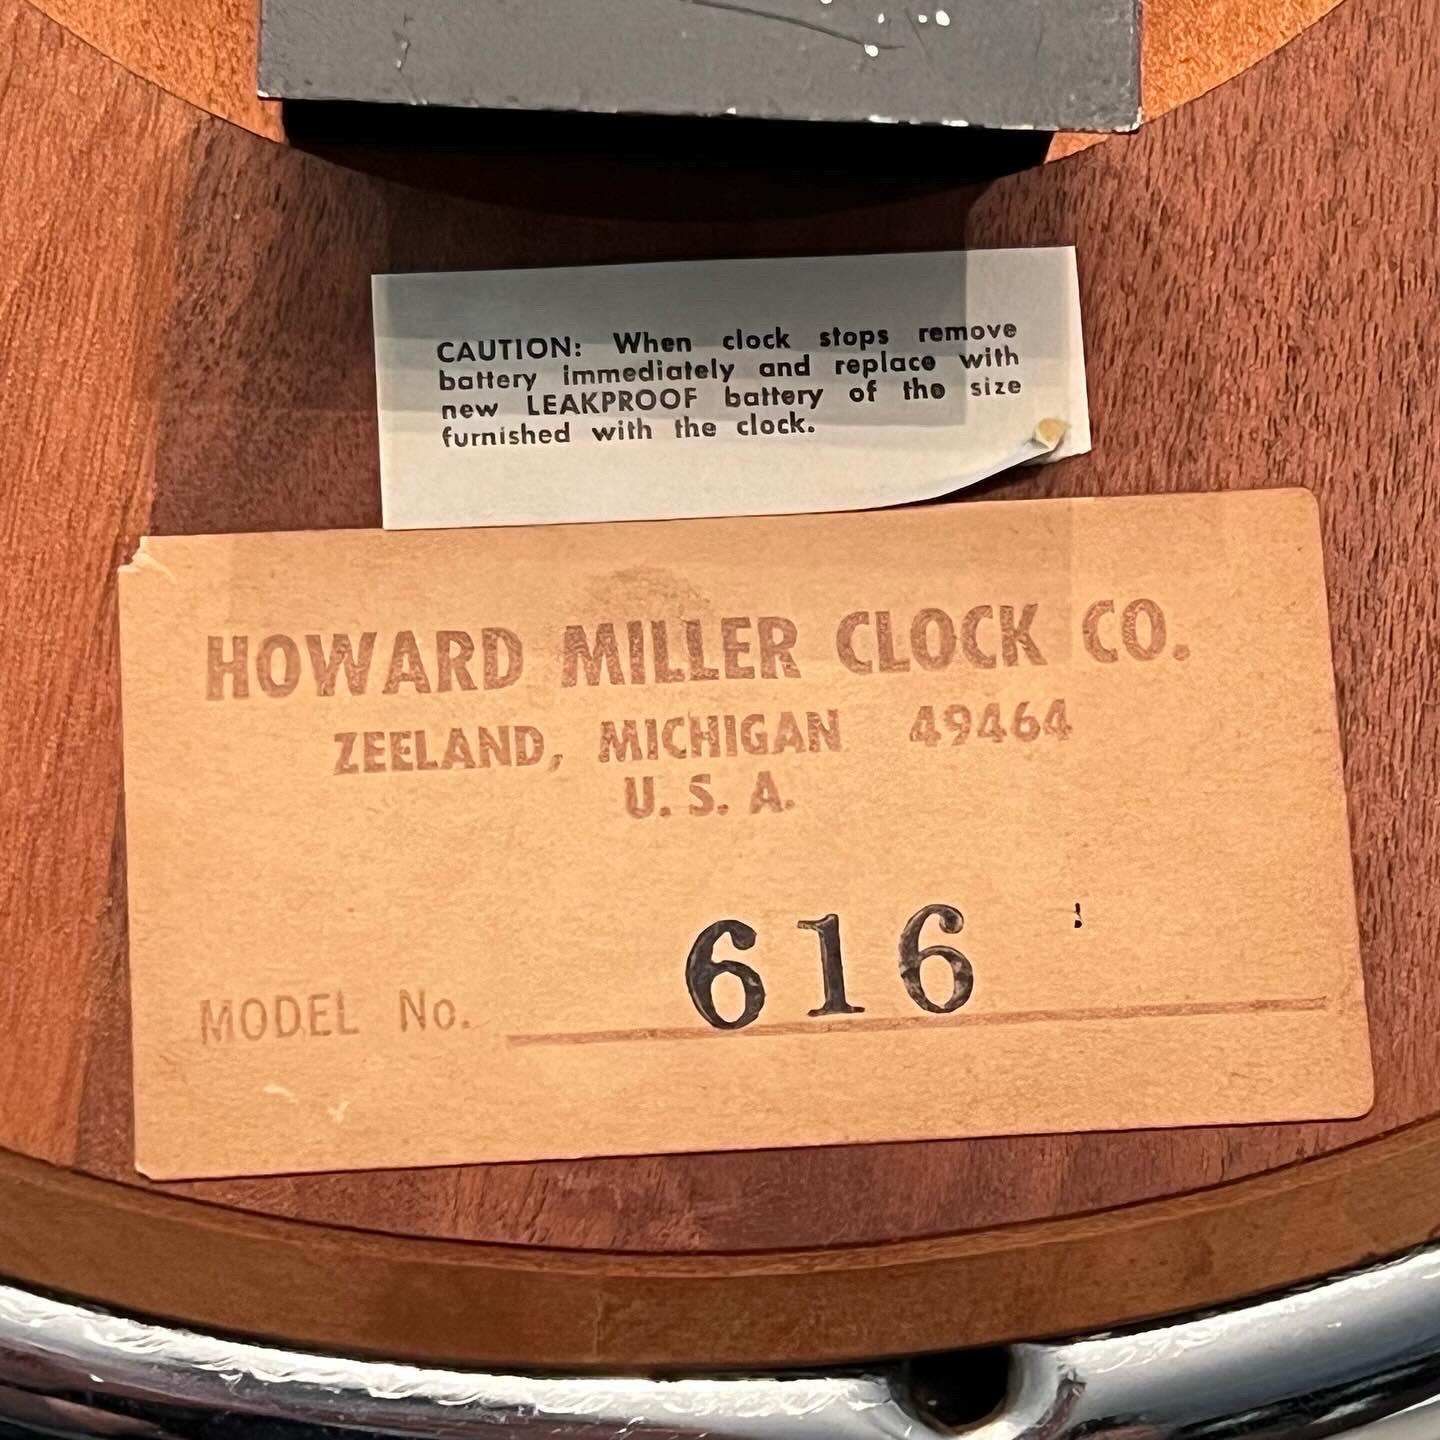 CAUTION: When clock stops remove
battery immediately and replace with
new LEAKPROOF battery of the size
furnished with the clock.
HOWARD MILLER CLOCK CO.
ZEELAND, MICHIGAN 49464
U. S. A.
MODEL No. 616